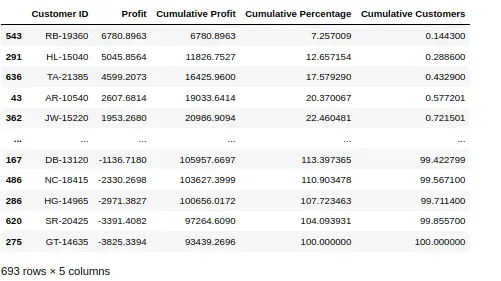 Customer ID Profit Cumulative Profit Cumulative Percentage Cumulative Customers
543 RB-19360 6780.8963 6780.8963 7.257009 0.144300
291 HL-15040 5045.8564 11826.7527 12.657154 0.288600
636 TA-21385 4599.2073 16425.9600 17.579290 0.432900
43 AR-10540 2607.6814 19033.6414 20.370067 0.577201
362 JW-15220 1953.2680 20986.9094 22.460481 0.721501
... ... ... ... ... ...
167 DB-13120 -1136.7180 105957.6697 113.397365 99.422799
486 NC-18415 -2330.2698 103627.3999 110.903478 99.567100
286 HG-14965 -2971.3827 100656.0172 107.723463 99.711400
620 SR-20425 -3391.4082 97264.6090 104.093931 99.855700
275 GT-14635 -3825.3394 93439.2696 100.000000 100.000000
693 rows × 5 columns